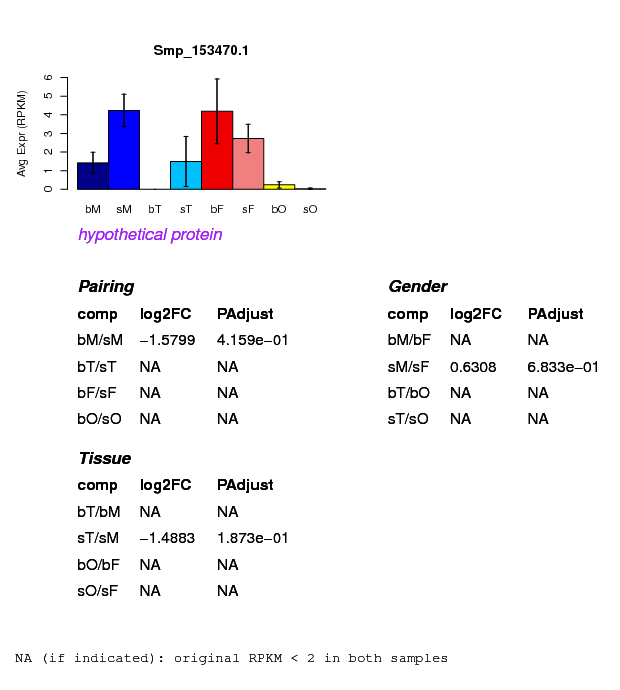 Smp_153470.1
Avg Expr (RPKM)
6
5
4
3
2
1
0
bM sM bT sT bF sF bO sO
hypothetical protein
Pairing
comp log2FC PAdjust
bM/sM −1.5799 4.159e−01
bT/sT NA NA
bF/sF NA NA
bO/sO NA NA
Gender
comp log2FC PAdjust
bM/bF NA NA
sM/sF 0.6308 6.833e−01
bT/bO NA NA
sT/sO NA NA
Tissue
comp log2FC PAdjust
bT/bM NA NA
sT/sM −1.4883 1.873e−01
bO/bF NA NA
sO/sF NA NA
NA (if indicated): original RPKM < 2 in both samples